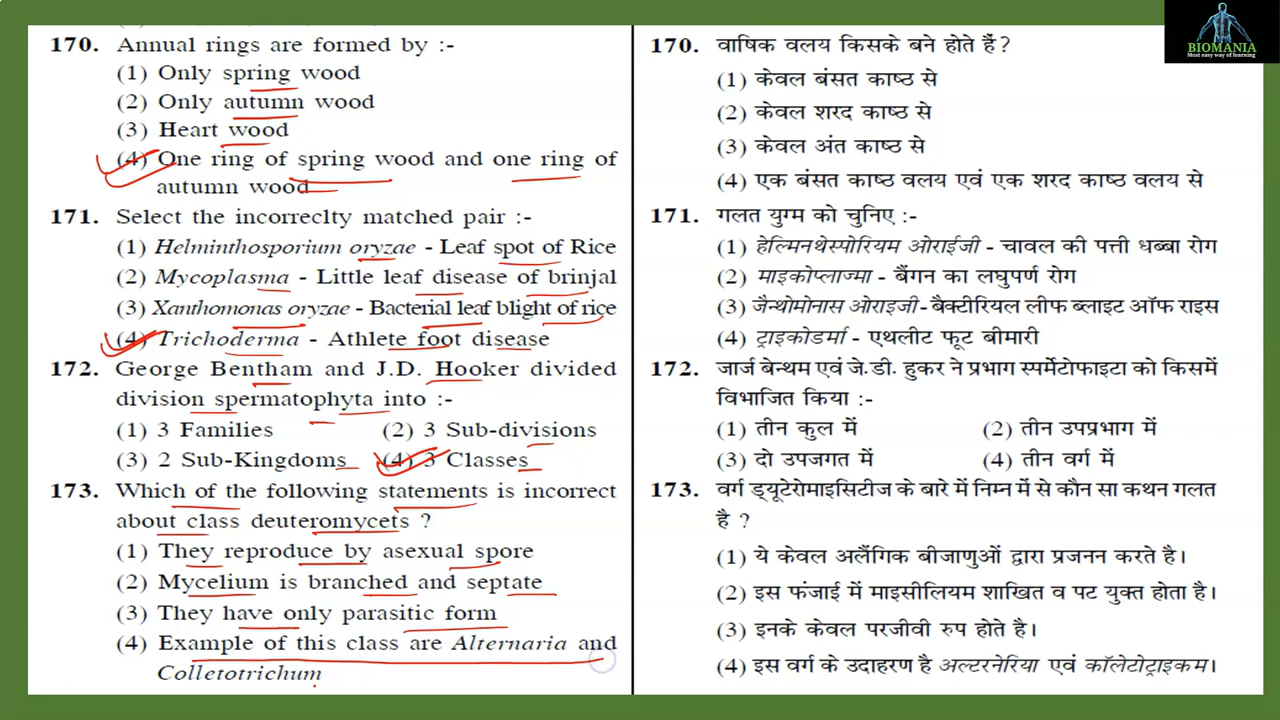 170. Annual rings are formed by :-
(1) Only spring wood
(2) Only autumn wood
(3) Heart wood
(4) One ring of spring wood and one ring of
autumn wood
171. Select the incorreclty matched pair :-
(1) Helminthosporium oryzae - Leaf spot of Rice
(2) Mycoplasma - Little leaf disease of brinjal
(3) Xanthomonas oryzae - Bacterial leaf blight of rice
(4) Trichoderma - Athlete foot disease
172. George Bentham and J.D. Hooker divided
division spermatophyta into :-
(1) 3 Families (2) 3 Sub-divisions
(3) 2 Sub-Kingdoms (4) 3 Classes
173. Which of the following statements is incorrect
about class deuteromycets ?
(1) They reproduce by asexual spore
(2) Mycelium is branched and septate
(3) They have only parasitic form
(4) Example of this class are Alternaria and
Colletotrichum
170. वार्षिक वलय किसके बने होते हैं?
(1) केवल बंसत काष्ठ से
(2) केवल शरद काष्ठ से
(3) केवल अंत काष्ठ से
(4) एक बंसत काष्ठ वलय एवं एक शरद काष्ठ वलय से
171. गलत युग्म को चुनिए :-
(1) हेल्मिनथेस्पोरियम ओराईजी - चावल की पत्ती धब्बा रोग
(2) माइकोप्लाज्मा - बैंगन का लघुपर्ण रोग
(3) जैन्थोमोनास ओराइजी - बैक्टीरियल लीफ ब्लाइट ऑफ राइस
(4) ट्राइकोडर्मा - एथलीट फूट बीमारी
172. जार्ज बेन्थम एवं जे.डी. हुकर ने प्रभाग स्पर्मेटोफाइटा को किसमें
विभाजित किया :-
(1) तीन कुल में (2) तीन उपप्रभाग में
(3) दो उपजगत में (4) तीन वर्ग में
173. वर्ग ड्यूटेरोमाइसिटीज के बारे में निम्न में से कौन सा कथन गलत
है ?
(1) ये केवल अलैंगिक बीजाणुओं द्वारा प्रजनन करते है।
(2) इस फंजाई में माइसीलियम शाखित व पट युक्त होता है।
(3) इनके केवल परजीवी रुप होते है।
(4) इस वर्ग के उदाहरण है अल्टरनेरिया एवं कॉलेटोट्राइकम।
BIOMANIA
Most easy way of learning